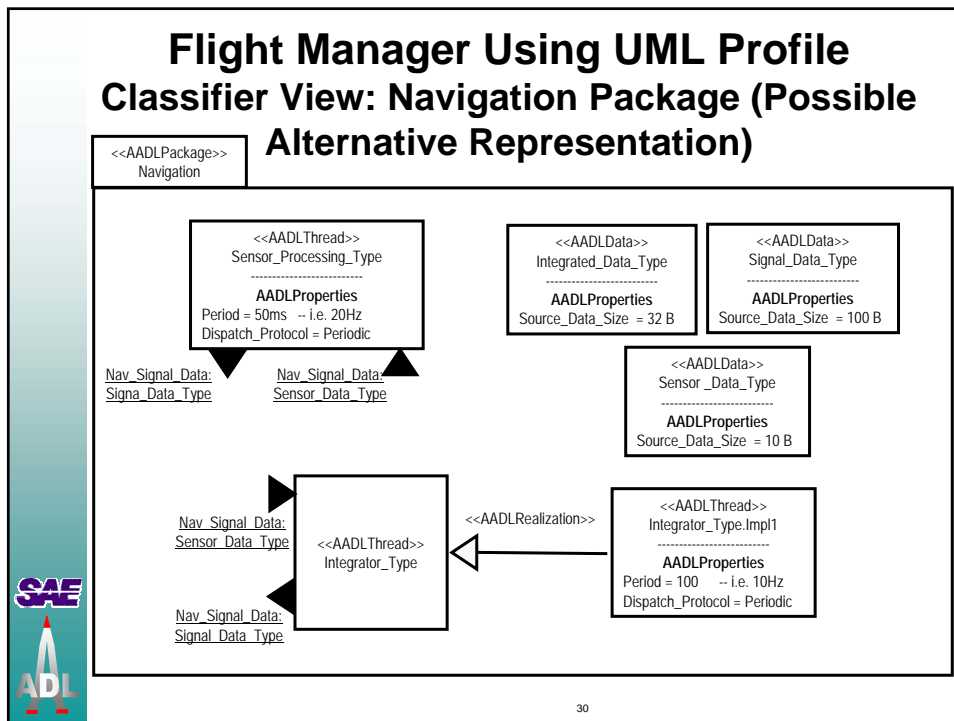 Flight Manager Using UML Profile
Classifier View: Navigation Package (Possible
Alternative Representation)
<<AADLPackage>>
Navigation
<<AADLThread>>
Sensor_Processing_Type
--------------------------
AADLProperties
Period = 50ms -- i.e. 20Hz
Dispatch_Protocol = Periodic
Nav_Signal_Data:
Signa_Data_Type
Nav_Signal_Data:
Sensor_Data_Type
<<AADLData>>
Integrated_Data_Type
--------------------------
AADLProperties
Source_Data_Size = 32 B
<<AADLData>>
Signal_Data_Type
--------------------------
AADLProperties
Source_Data_Size = 100 B
<<AADLData>>
Sensor _Data_Type
--------------------------
AADLProperties
Source_Data_Size = 10 B
Nav_Signal_Data:
Sensor_Data_Type
Nav_Signal_Data:
Signal_Data_Type
<<AADLThread>>
Integrator_Type
<<AADLRealization>>
<<AADLThread>>
Integrator_Type.Impl1
--------------------------
AADLProperties
Period = 100 -- i.e. 10Hz
Dispatch_Protocol = Periodic
SAE
ADL
30